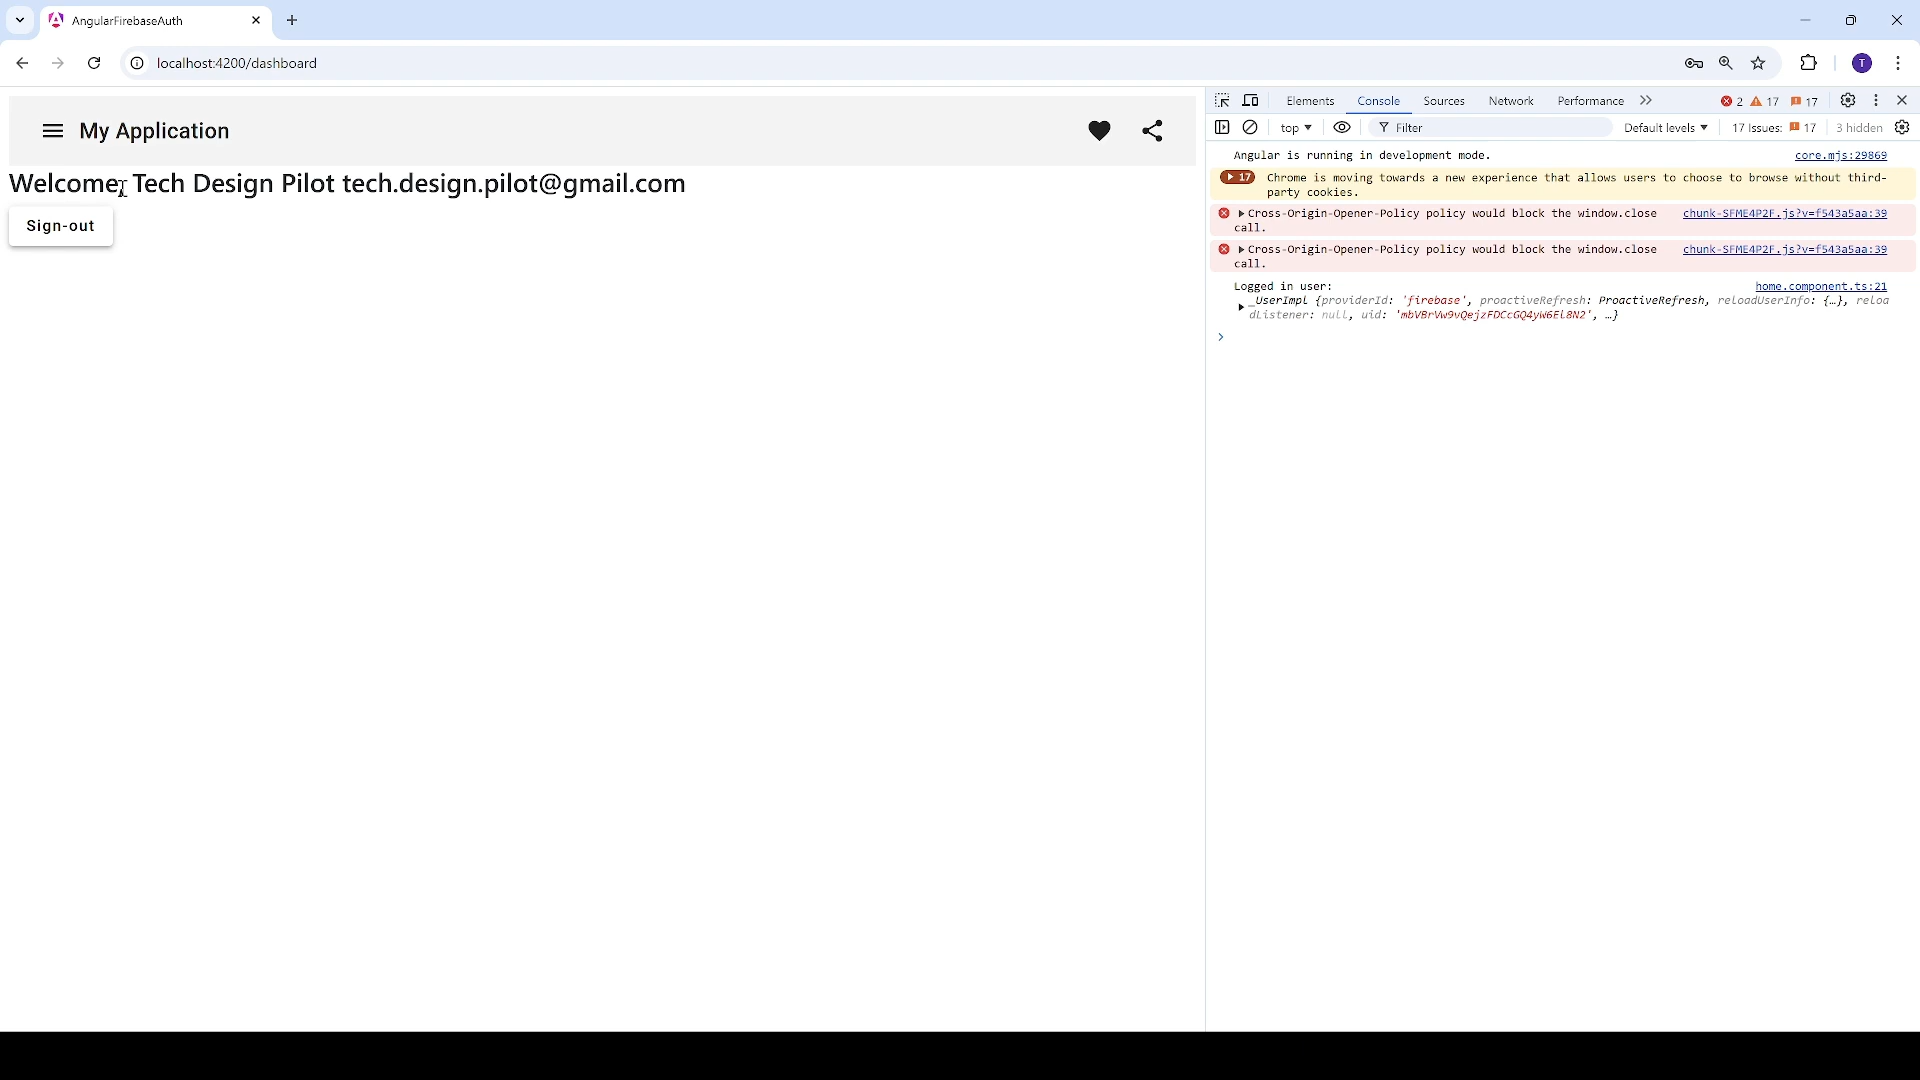 AngularFirebaseAuth
localhost:4200/dashboard
T
My Application
Welcome, Tech Design Pilot tech.design.pilot@gmail.com
Sign-out
Elements Console Sources Network Performance 2 17 17
top Filter Default levels 17 Issues: 17 3 hidden
Angular is running in development mode. core.mjs:29869
17 Chrome is moving towards a new experience that allows users to choose to browse without third-
party cookies.
Cross-Origin-Opener-Policy policy would block the window.close chunk-SFME4P2F.js?v=f543a5aa:39
call.
Cross-Origin-Opener-Policy policy would block the window.close chunk-SFME4P2F.js?v=f543a5aa:39
call.
Logged in user: home.component.ts:21
_UserImpl {providerId: 'firebase', proactiveRefresh: ProactiveRefresh, reloadUserInfo: {…}, reloa
dListener: null, uid: 'mbVBrVw9vQejzFDCcGQ4yW6El8N2', …}